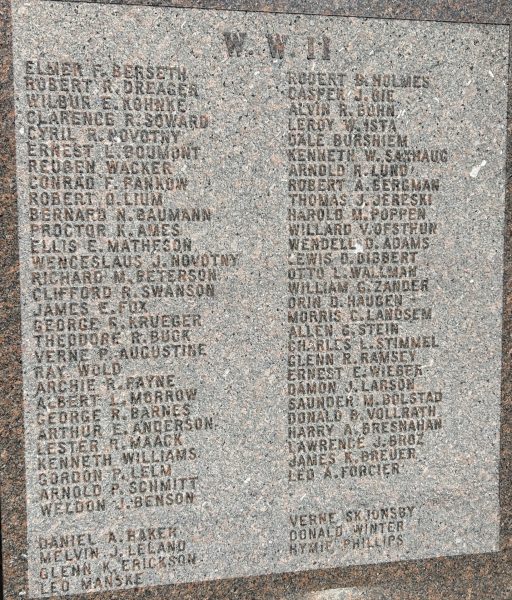 W. W. II
ELMER F. BERSETH
ROBERT R. DREAGER
WILBUR E. KOHNKE
CLARENCE R. SOWARD
CYRIL R. NOVOTNY
ERNEST L. BOUMONT
REUBEN WACKER
CONRAD F. PANKOW
ROBERT O. LIUM
BERNARD N. BAUMANN
PROCTOR K. AMES
ELLIS E. MATHESON
WENCESLAUS J. NOVOTNY
RICHARD M. BETERSON
CLIFFORD R. SWANSON
JAMES E. FOX
GEORGE R. KRUEGER
THEODORE R. BUCK
VERNE P. AUGUSTINE
RAY WOLD
ARCHIE R. PAYNE
ALBERT L. MORROW
GEORGE R. BARNES
ARTHUR E. ANDERSON
LESTER R. MAACK
KENNETH WILLIAMS
GORDON P. LELM
ARNOLD P. SCHMITT
WELDON J. BENSON
DANIEL A. HAKEH
MELVIN J. LELAND
GLENN K. ERICKSON
LEO MANSKE
ROBERT B. HOLMES
CASPER J. GIE
ALVIN R. BOHN
LEROY V. ISTA
DALE BURSHIEM
KENNETH W. SAXHAUG
ARNOLD R. LUND
ROBERT A. BERGMAN
THOMAS J. JERESKI
HAROLD M. POPPEN
WILLARD V. OFSTHUN
WENDELL D. ADAMS
LEWIS O. DIBBERT
OTTO L. WALLMAN
WILLIAM G. ZANDER
ORIN D. HAUGEN
MORRIS C. LANDSEM
ALLEN G. STEIN
CHARLES L. STIMMEL
GLENN R. RAMSEY
ERNEST E. WIEBER
DAMON J. LARSON
SAUNDER M. BOLSTAD
DONALD B. VOLLRATH
HARRY A. BRESNAHAN
LAWRENCE J. BROZ
JAMES K. BREUER
LEO A. FORCIER
VERNE SKJONSBY
DONALD WINTER
HYMIE PHILLIPS